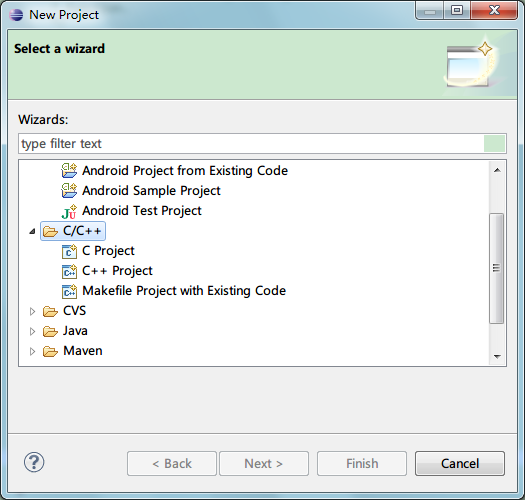 New Project
Select a wizard
Wizards:
type filter text
Android Project from Existing Code
Android Sample Project
Android Test Project
C/C++
C Project
C++ Project
Makefile Project with Existing Code
CVS
Java
Maven
< Back
Next >
Finish
Cancel